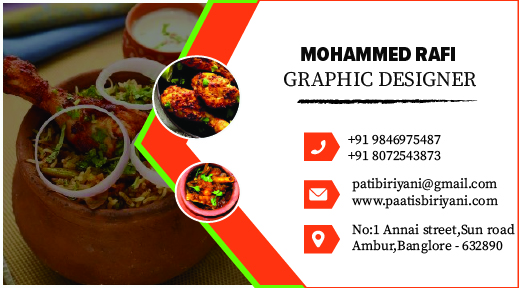 MOHAMMED RAFI
GRAPHIC DESIGNER
+91 9846975487
+91 8072543873
patibiriyani@gmail.com
www.paatisbiriyani.com
No:1 Annai street,Sun road
Ambur,Banglore - 632890